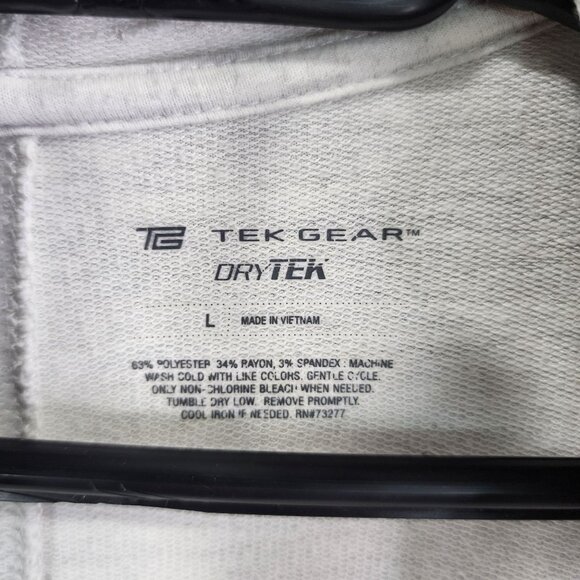 TG TEK GEAR™
DRYTEK
L MADE IN VIETNAM
63% POLYESTER, 34% RAYON, 3% SPANDEX : MACHINE
WASH COLD WITH LIKE COLORS. GENTLE CYCLE.
ONLY NON-CHLORINE BLEACH WHEN NEEDED.
TUMBLE DRY LOW. REMOVE PROMPTLY.
COOL IRON IF NEEDED. RN#73277